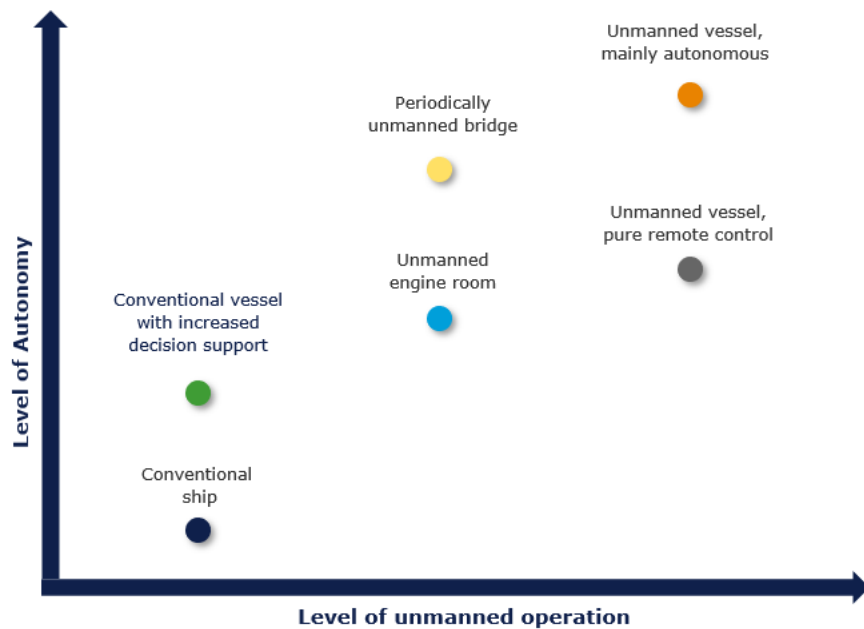 Unmanned vessel,
mainly autonomous
Periodically
unmanned bridge
Unmanned vessel,
pure remote control
Unmanned
engine room
Conventional vessel
with increased
decision support
Conventional
ship
Level of Autonomy
Level of unmanned operation